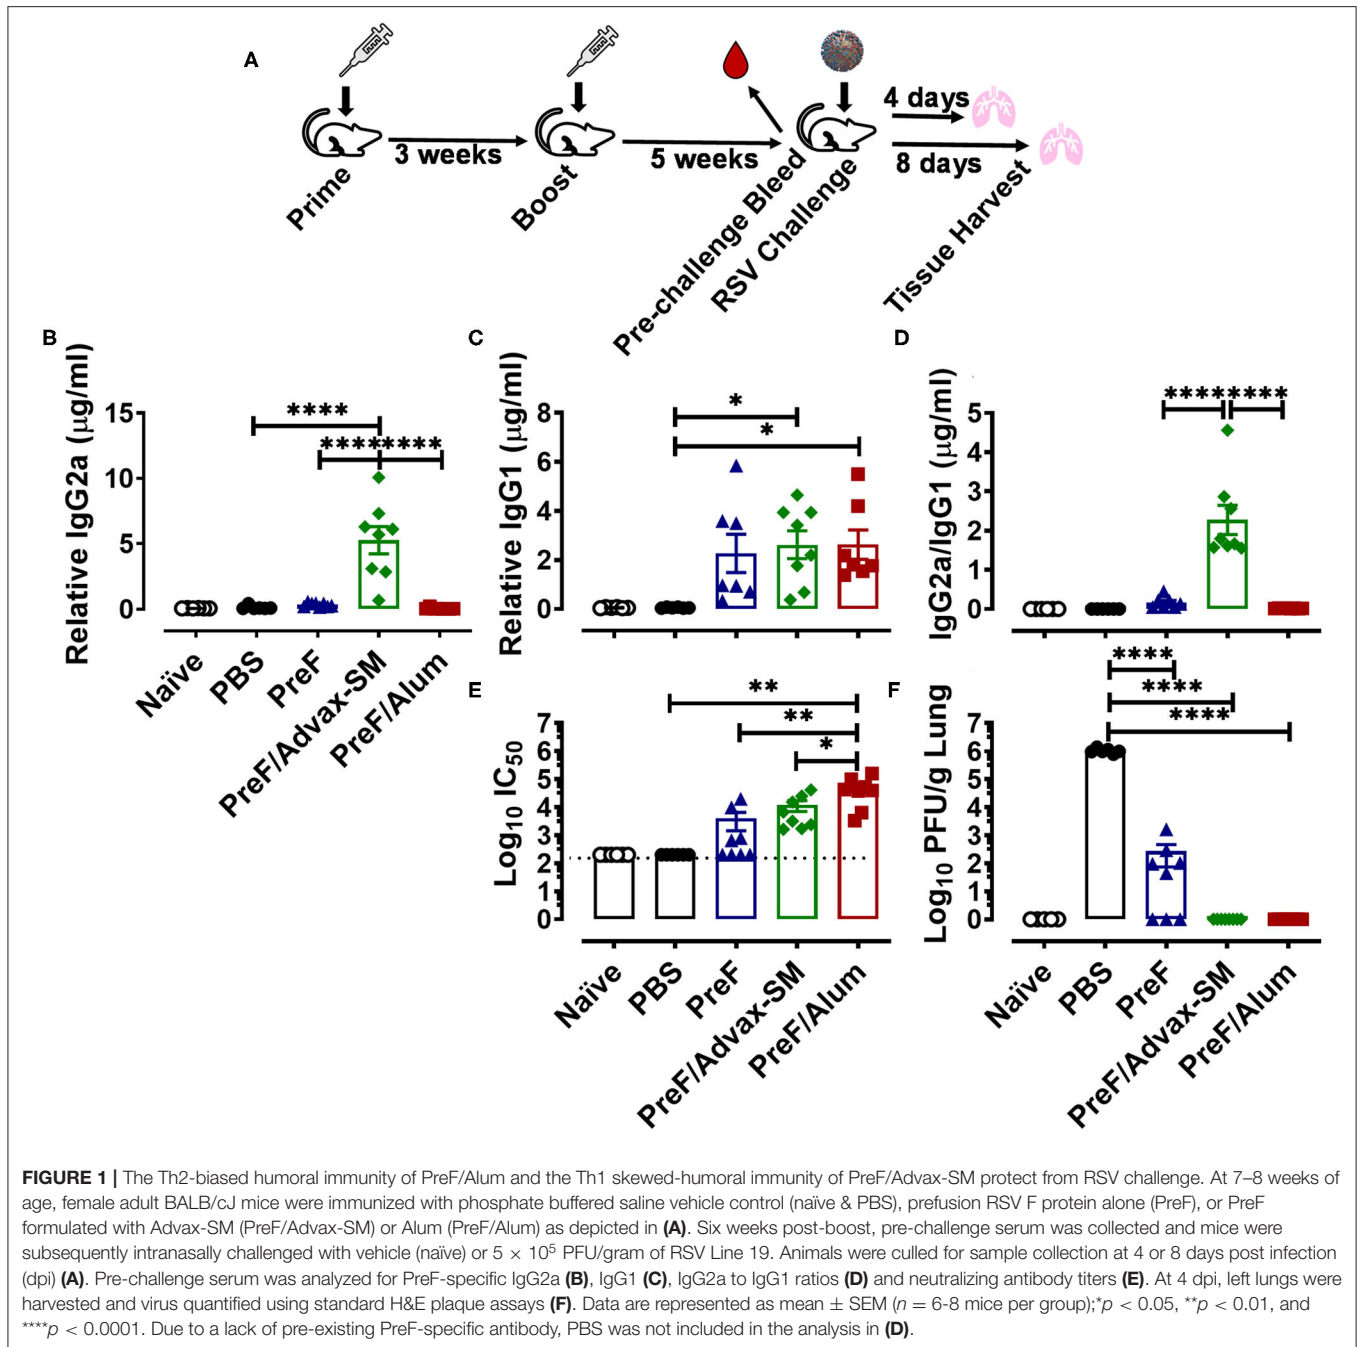 A
3 weeks
5 weeks
4 days
8 days
Prime
Boost
Pre-challenge Bleed
RSV Challenge
Tissue Harvest
B
Relative IgG2a (µg/ml)
15
10
5
0
****
********
Naïve
PBS
PreF
PreF/Advax-SM
PreF/Alum
C
Relative IgG1 (µg/ml)
8
6
4
2
0
*
*
D
IgG2a/IgG1 (µg/ml)
5
4
3
2
1
0
********
E
Log₁₀ IC₅₀
7
6
5
4
3
2
1
0
**
**
*
Naïve
PBS
PreF
PreF/Advax-SM
PreF/Alum
F
Log₁₀ PFU/g Lung
7
6
5
4
3
2
1
0
****
****
****
Naïve
PBS
PreF
PreF/Advax-SM
PreF/Alum
FIGURE 1 | The Th2-biased humoral immunity of PreF/Alum and the Th1 skewed-humoral immunity of PreF/Advax-SM protect from RSV challenge. At 7–8 weeks of
age, female adult BALB/cJ mice were immunized with phosphate buffered saline vehicle control (naïve & PBS), prefusion RSV F protein alone (PreF), or PreF
formulated with Advax-SM (PreF/Advax-SM) or Alum (PreF/Alum) as depicted in (A). Six weeks post-boost, pre-challenge serum was collected and mice were
subsequently intranasally challenged with vehicle (naïve) or 5 × 10⁵ PFU/gram of RSV Line 19. Animals were culled for sample collection at 4 or 8 days post infection
(dpi) (A). Pre-challenge serum was analyzed for PreF-specific IgG2a (B), IgG1 (C), IgG2a to IgG1 ratios (D) and neutralizing antibody titers (E). At 4 dpi, left lungs were
harvested and virus quantified using standard H&E plaque assays (F). Data are represented as mean ± SEM (n = 6-8 mice per group);*p < 0.05, **p < 0.01, and
****p < 0.0001. Due to a lack of pre-existing PreF-specific antibody, PBS was not included in the analysis in (D).